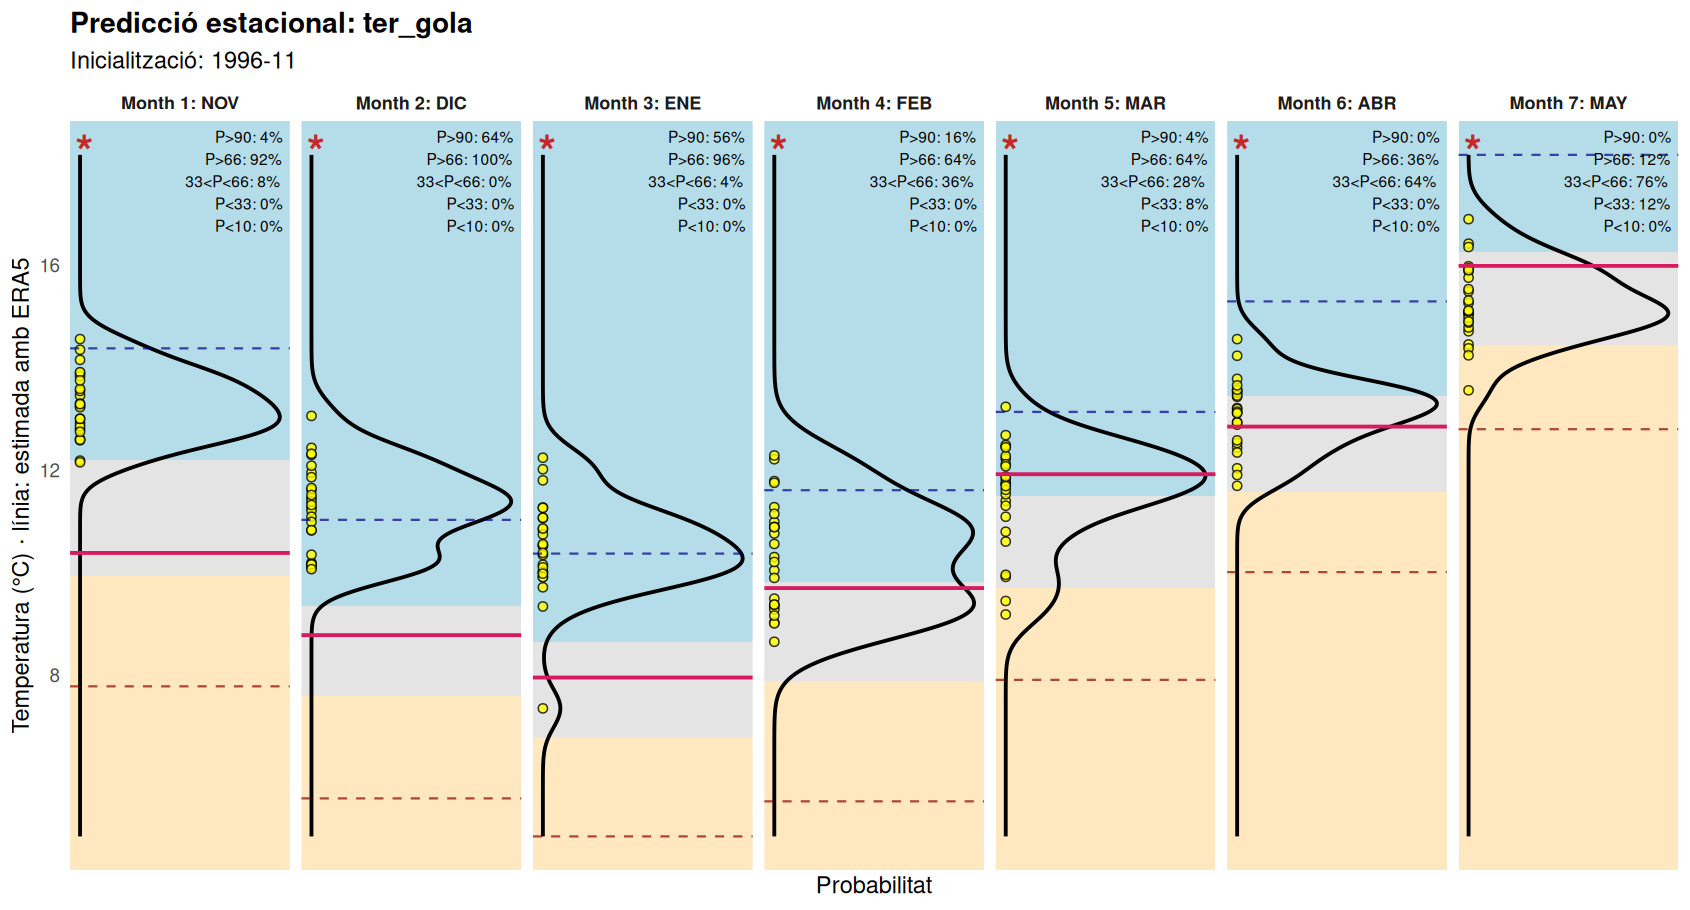 Predicció estacional: ter_gola
Inicialització: 1996-11
Month 1: NOV
Month 2: DIC
Month 3: ENE
Month 4: FEB
Month 5: MAR
Month 6: ABR
Month 7: MAY
*
P>90: 4%
P>66: 92%
33<P<66: 8%
P<33: 0%
P<10: 0%
*
P>90: 64%
P>66: 100%
33<P<66: 0%
P<33: 0%
P<10: 0%
*
P>90: 56%
P>66: 96%
33<P<66: 4%
P<33: 0%
P<10: 0%
*
P>90: 16%
P>66: 64%
33<P<66: 36%
P<33: 0%
P<10: 0%
*
P>90: 4%
P>66: 64%
33<P<66: 28%
P<33: 8%
P<10: 0%
*
P>90: 0%
P>66: 36%
33<P<66: 64%
P<33: 0%
P<10: 0%
*
P>90: 0%
P>66: 12%
33<P<66: 76%
P<33: 12%
P<10: 0%
16
12
8
Temperatura (°C) · línia: estimada amb ERA5
Probabilitat